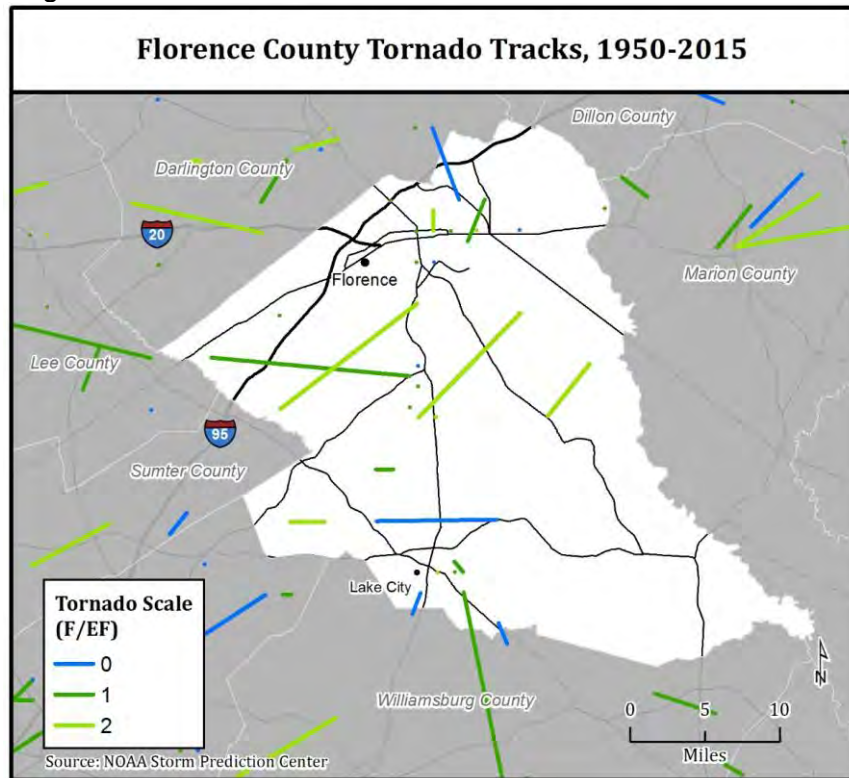 Florence County Tornado Tracks, 1950-2015
Dillon County
Darlington County
20
Florence
Marion County
Lee County
95
Sumter County
Lake City
Tornado Scale
(F/EF)
0
1
2
Williamsburg County
N
0 5 10
Miles
Source: NOAA Storm Prediction Center